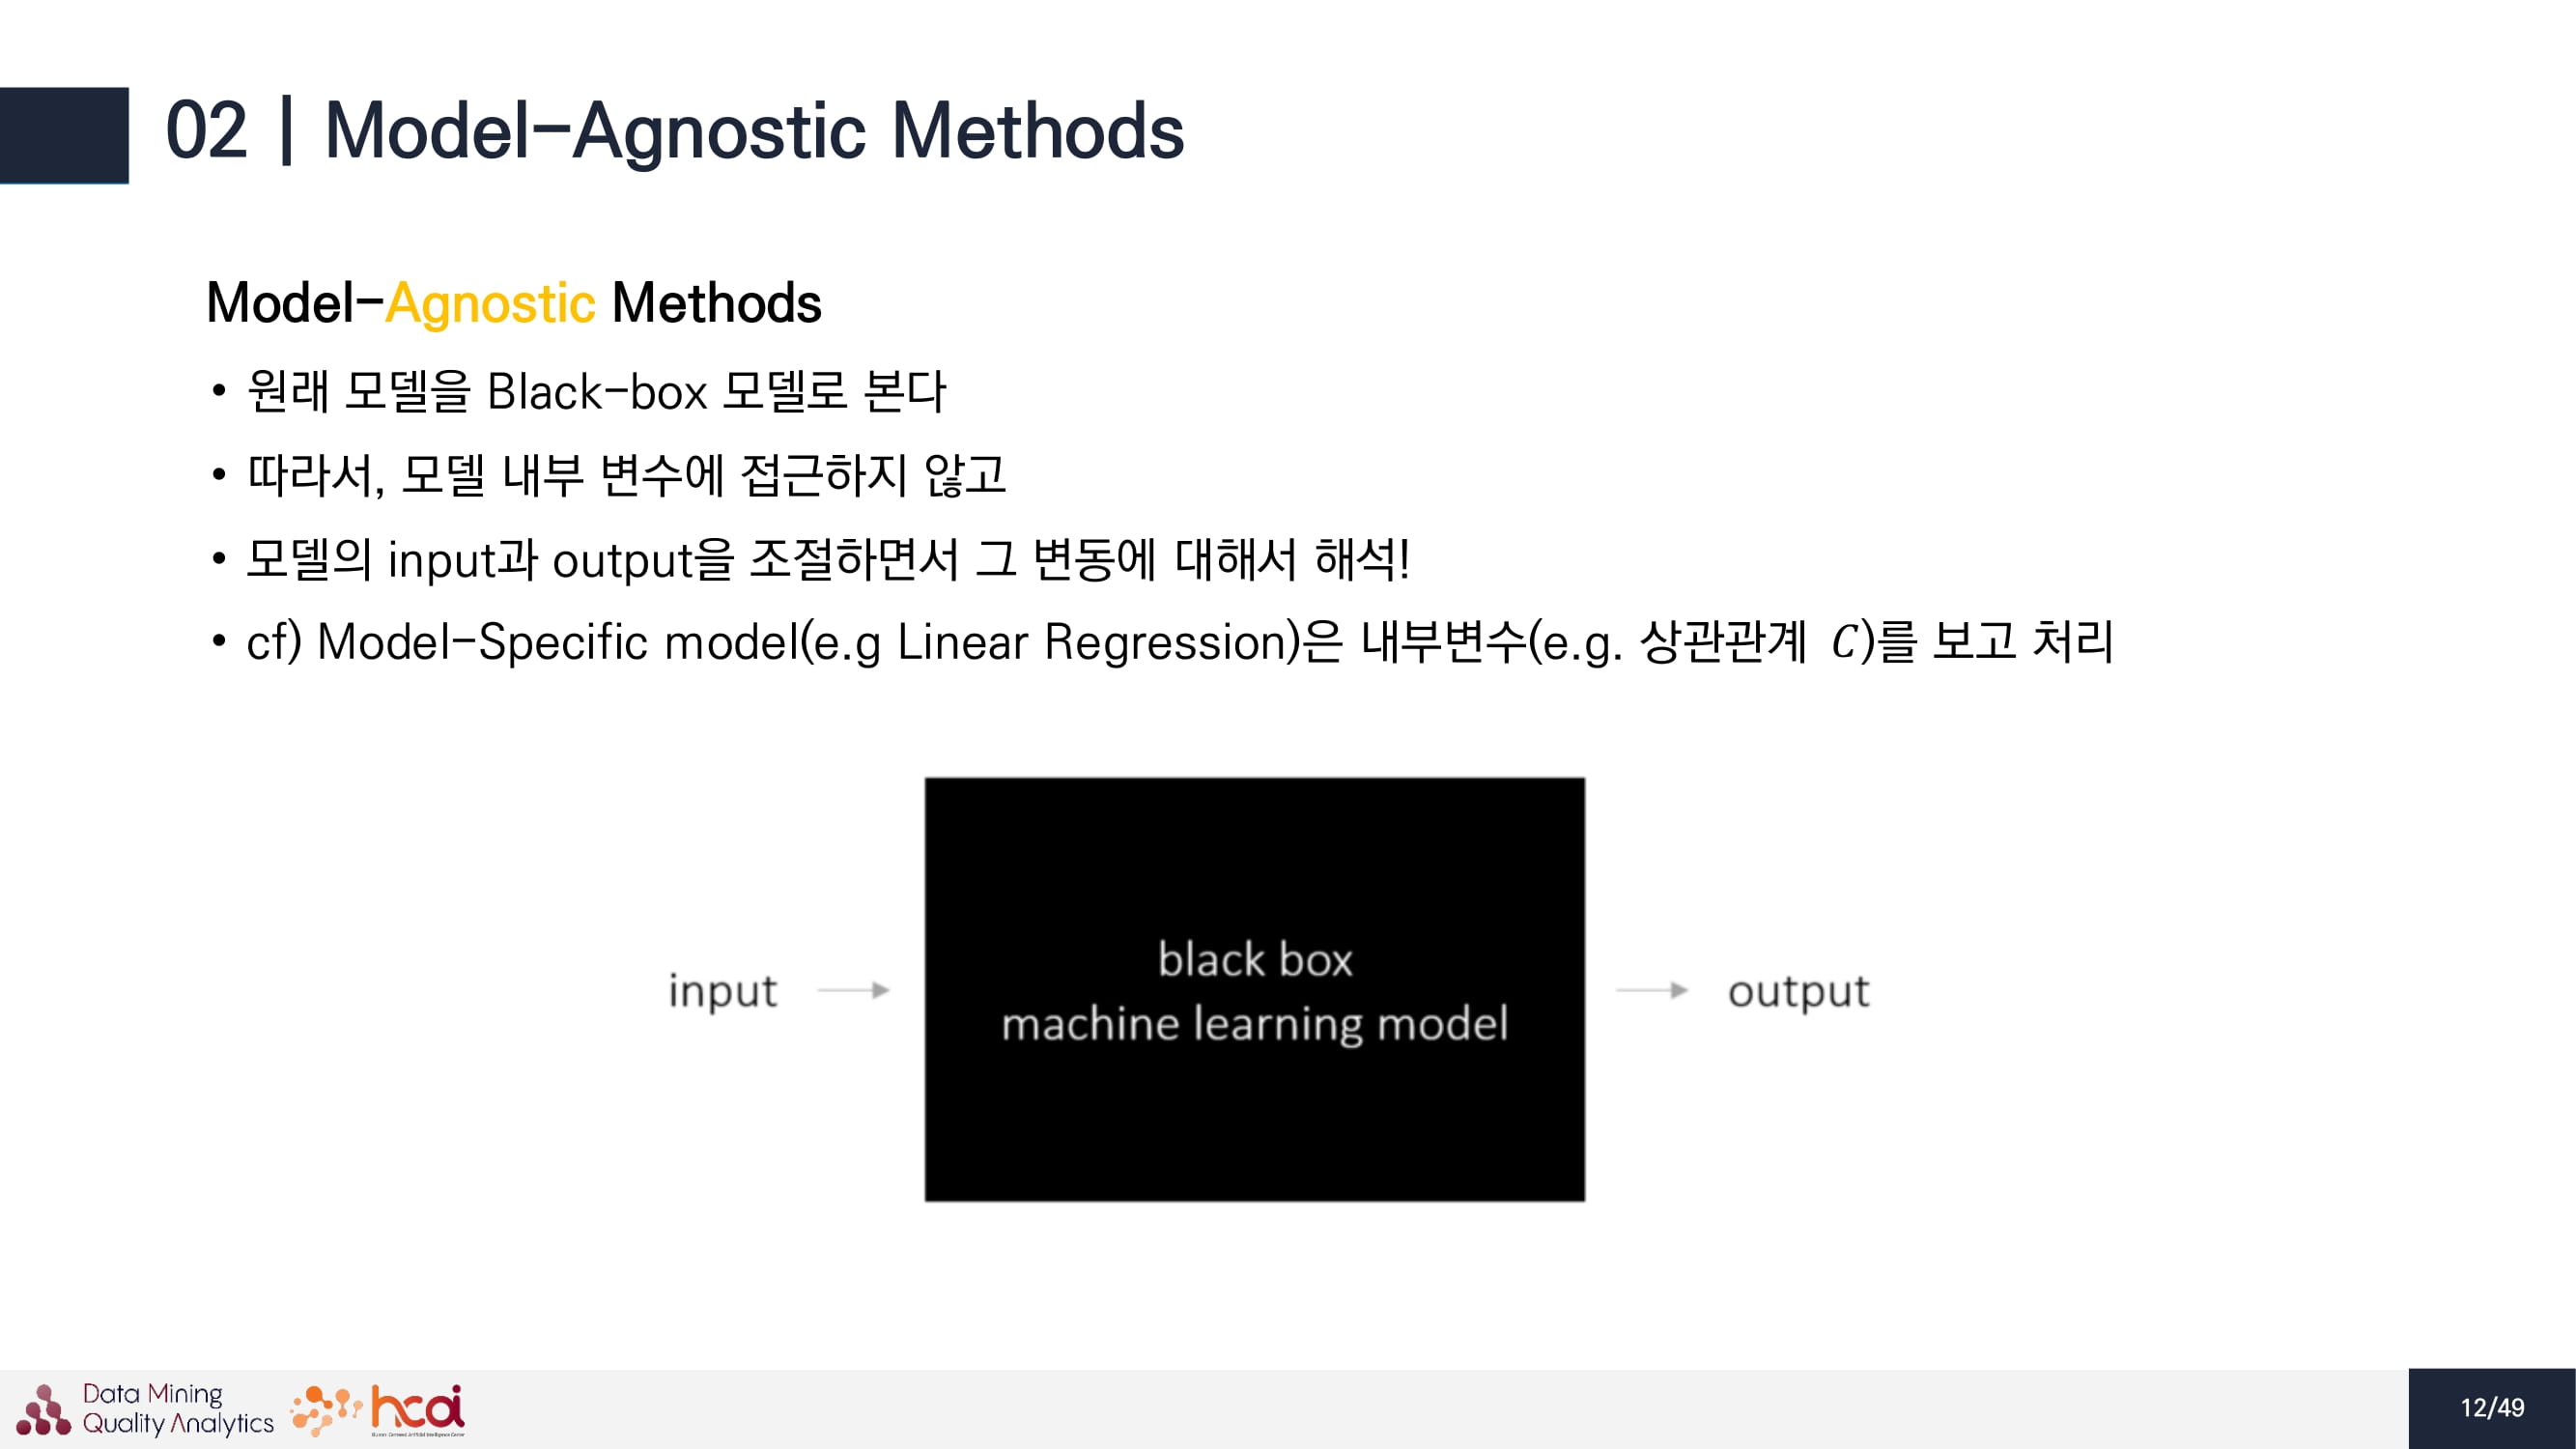 02 | Model-Agnostic Methods
Model-Agnostic Methods
• 원래 모델을 Black-box 모델로 본다
• 따라서, 모델 내부 변수에 접근하지 않고
• 모델의 input과 output을 조절하면서 그 변동에 대해서 해석!
• cf) Model-Specific model(e.g Linear Regression)은 내부변수(e.g. 상관관계 C)를 보고 처리
black box
input
machine learning model
output
Data Mining
Quality Analytics
hcai
Human Centered Artificial Intelligence Center
12/49